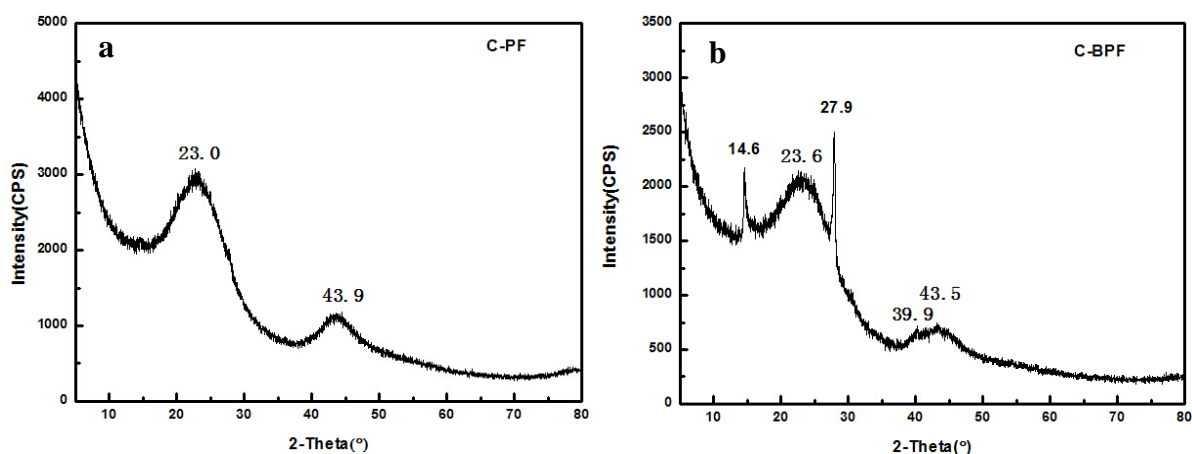 a
C-PF
23. 0
43. 9
5000
4000
3000
2000
1000
0
Intensity(CPS)
10 20 30 40 50 60 70 80
2-Theta(°)
b
C-BPF
14.6
23. 6
27.9
39. 9
43. 5
3500
3000
2500
2000
1500
1000
500
0
Intensity(CPS)
10 20 30 40 50 60 70 80
2-Theta(°)